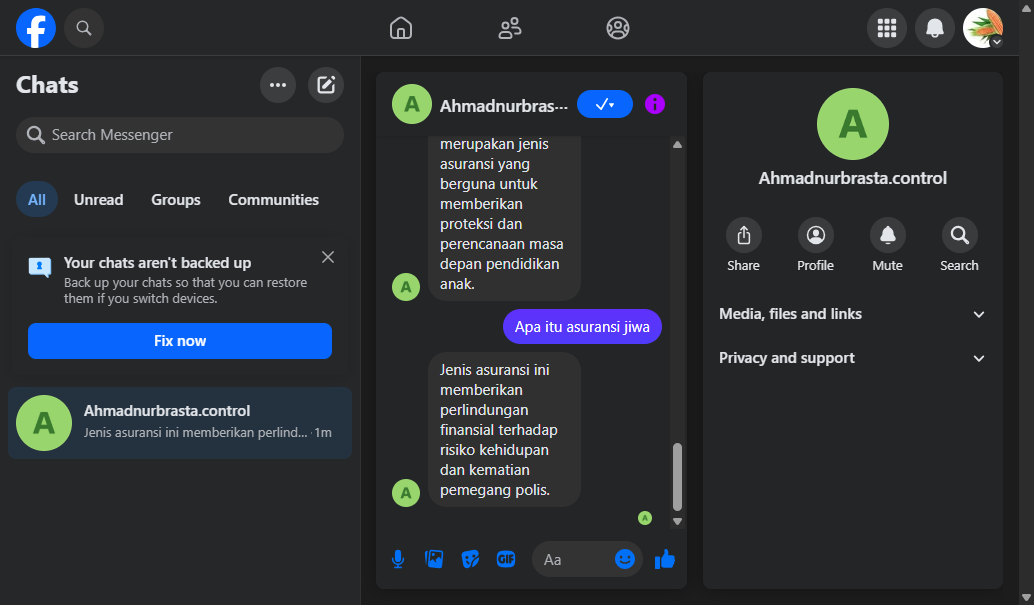 Chats
Search Messenger
All
Unread
Groups
Communities
Your chats aren't backed up
Back up your chats so that you can restore
them if you switch devices.
Fix now
A
Ahmadnurbrasta.control
Jenis asuransi ini memberikan perlind... · 1m
A
Ahmadnurbras...
merupakan jenis
asuransi yang
berguna untuk
memberikan
proteksi dan
perencanaan masa
depan pendidikan
anak.
A
Apa itu asuransi jiwa
Jenis asuransi ini
memberikan
perlindungan
finansial terhadap
risiko kehidupan
dan kematian
pemegang polis.
A
A
GIF
Aa
A
Ahmadnurbrasta.control
Share
Profile
Mute
Search
Media, files and links
Privacy and support